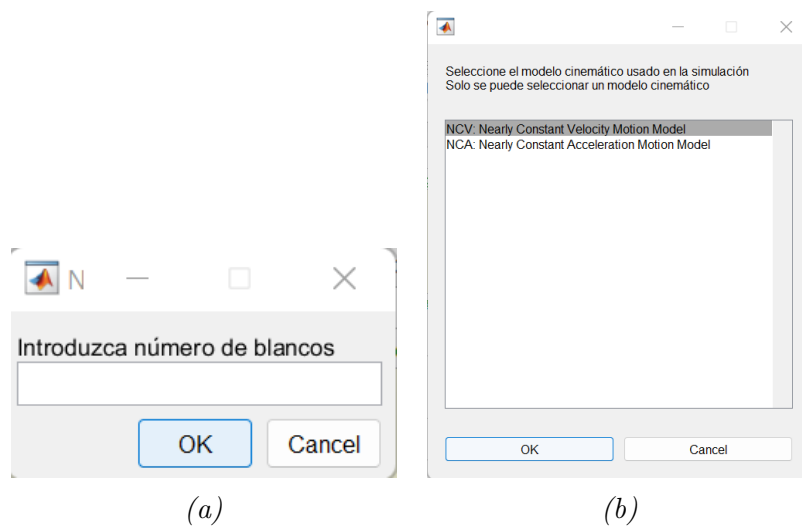 N
Introduzca número de blancos
OK
Cancel
(a)
Seleccione el modelo cinemático usado en la simulación
Solo se puede seleccionar un modelo cinemático
NCV: Nearly Constant Velocity Motion Model
NCA: Nearly Constant Acceleration Motion Model
OK
Cancel
(b)